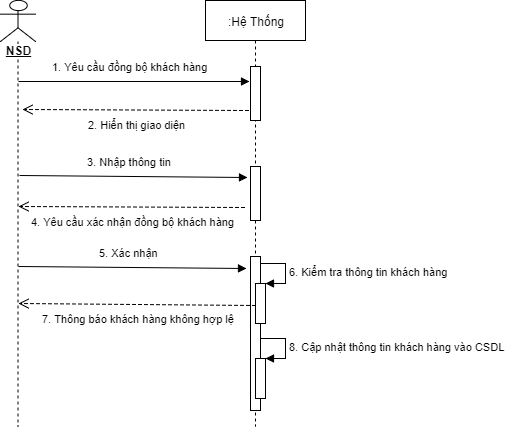 :Hệ Thống
NSD
1. Yêu cầu đồng bộ khách hàng
2. Hiển thị giao diện
3. Nhập thông tin
4. Yêu cầu xác nhận đồng bộ khách hàng
5. Xác nhận
6. Kiểm tra thông tin khách hàng
7. Thông báo khách hàng không hợp lệ
8. Cập nhật thông tin khách hàng vào CSDL